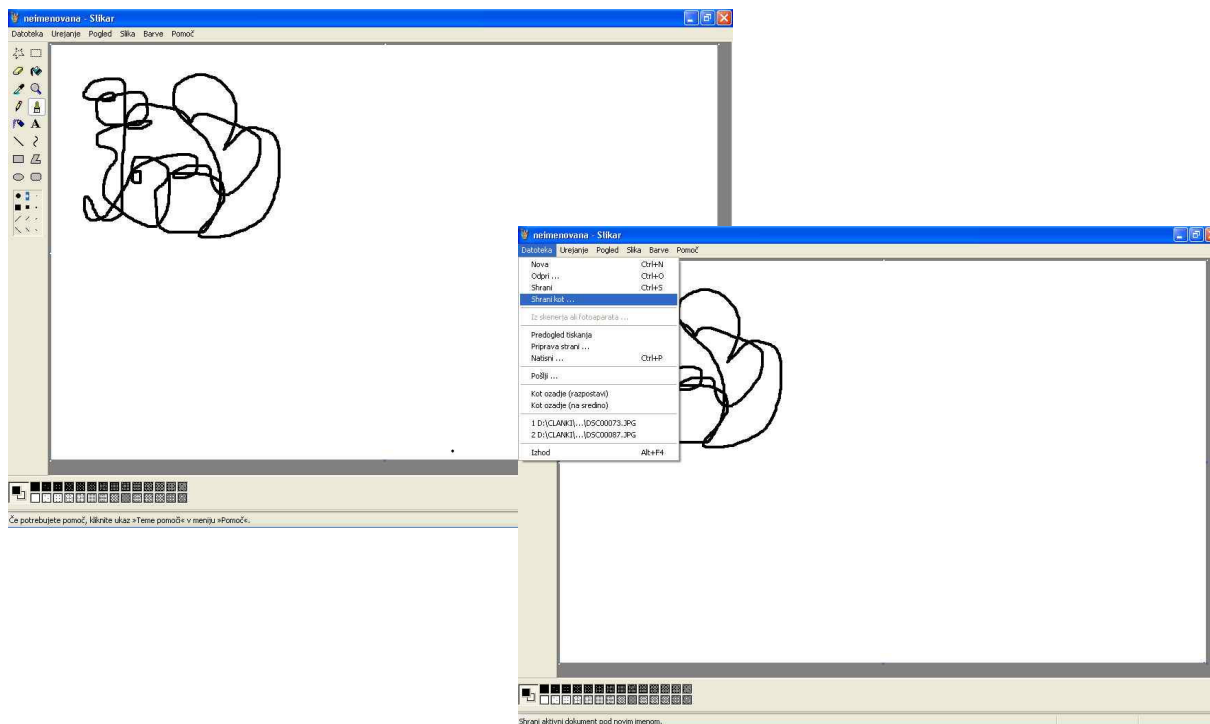 neimenovana - Slikar
Datoteka Urejanje Pogled Slika Barve Pomoč
A
Če potrebujete pomoč, kliknite ukaz »Teme pomoči« v meniju »Pomoč«.
neimenovana - Slikar
Datoteka Urejanje Pogled Slika Barve Pomoč
Nova Ctrl+N
Odpri ... Ctrl+O
Shrani Ctrl+S
Shrani kot ...
Iz skenerja ali fotoaparata ...
Predogled tiskanja
Priprava strani ...
Natisni ... Ctrl+P
Pošlji ...
Kot ozadje (razpostavi)
Kot ozadje (na sredino)
1 D:\CLANKI\...\DSC00073.JPG
2 D:\CLANKI\...\DSC00087.JPG
Izhod Alt+F4
Shrani aktivni dokument pod novim imenom.